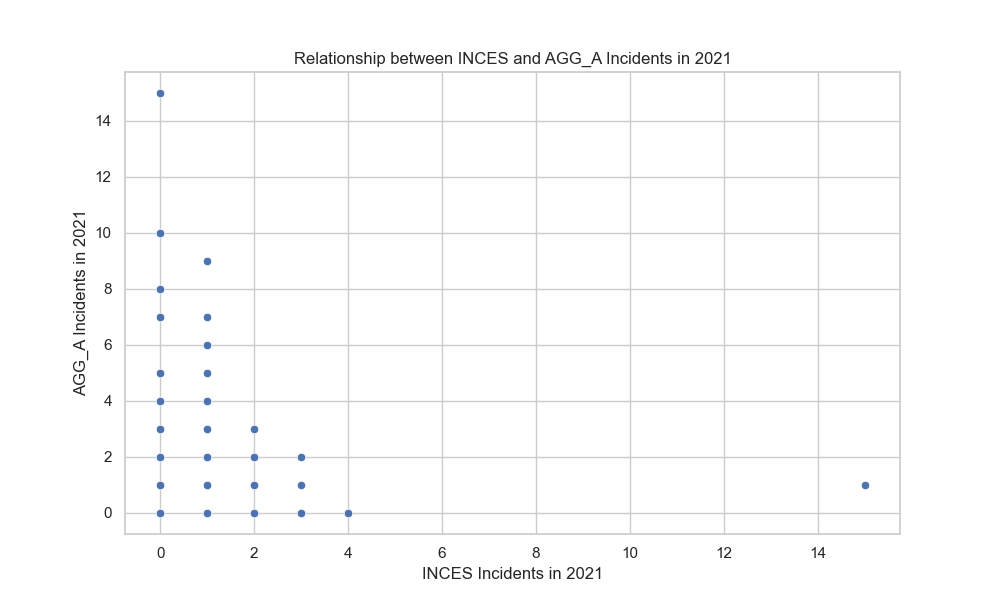 Relationship between INCES and AGG_A Incidents in 2021
14
12
10
8
6
4
2
0
AGG_A Incidents in 2021
0 2 4 6 8 10 12 14
INCES Incidents in 2021